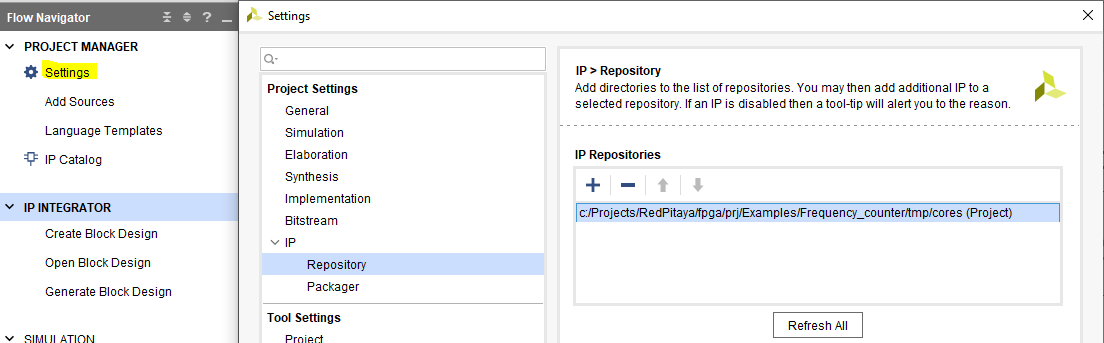 Flow Navigator
?
PROJECT MANAGER
Settings
Add Sources
Language Templates
IP Catalog
IP INTEGRATOR
Create Block Design
Open Block Design
Generate Block Design
SIMULATION
Settings
Project Settings
General
Simulation
Elaboration
Synthesis
Implementation
Bitstream
IP
Repository
Packager
Tool Settings
Project
IP > Repository
Add directories to the list of repositories. You may then add additional IP to a
selected repository. If an IP is disabled then a tool-tip will alert you to the reason.
IP Repositories
c:/Projects/RedPitaya/fpga/prj/Examples/Frequency_counter/tmp/cores (Project)
Refresh All